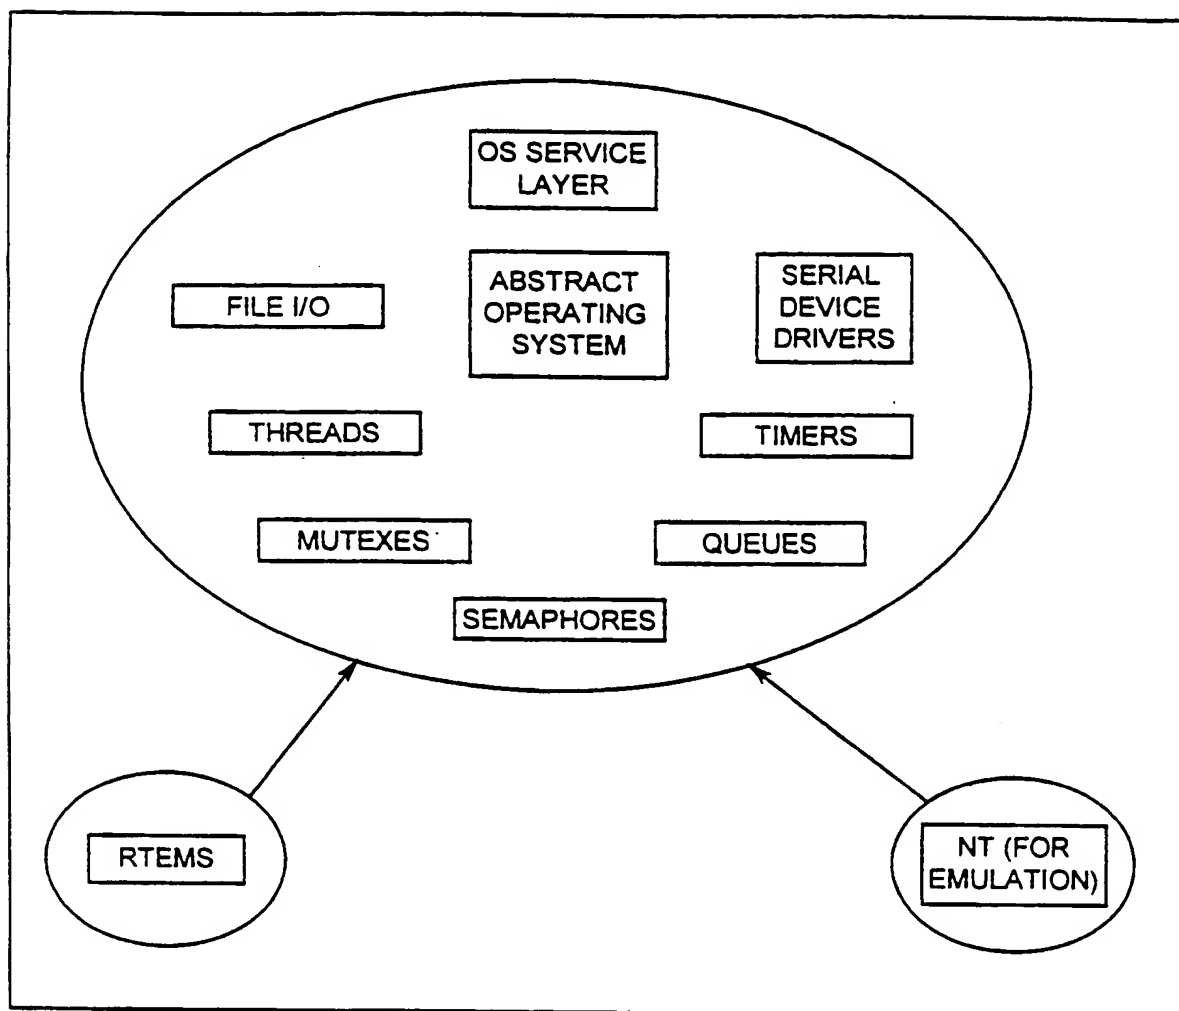 OS SERVICE
LAYER
ABSTRACT
OPERATING
SYSTEM
SERIAL
DEVICE
DRIVERS
FILE I/O
THREADS
TIMERS
MUTEXES
QUEUES
SEMAPHORES
RTEMS
NT (FOR
EMULATION)